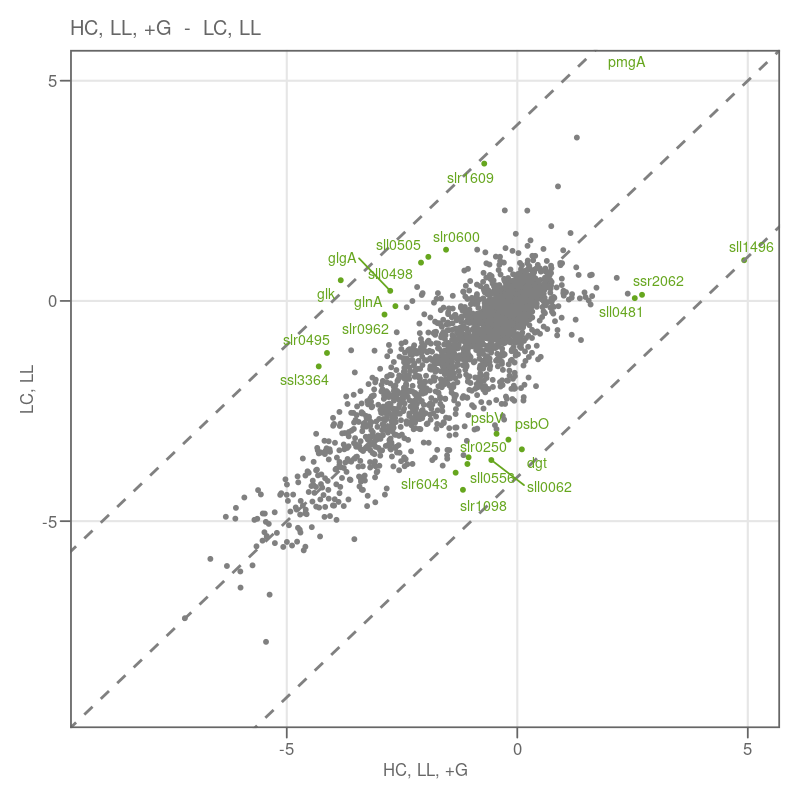 HC, LL, +G - LC, LL
pmgA
5
slr1609
slr0600
sll0505
sll1496
glgA
sll0498
ssr2062
glk
glnA
0
sll0481
slr0962
slr0495
ssl3364
LC, LL
psbV
psbO
slr0250
dgt
sll0556
slr6043
sll0062
slr1098
-5
-5
0
5
HC, LL, +G